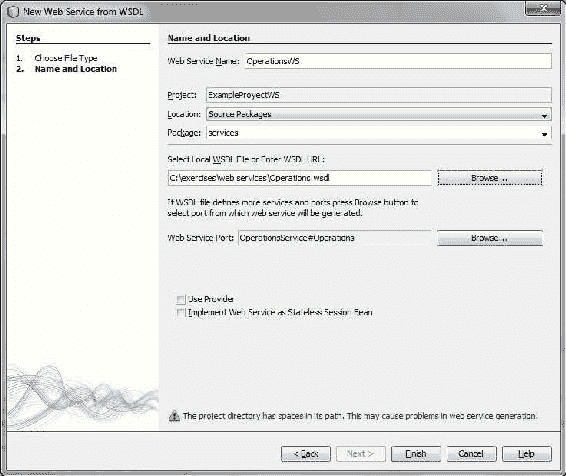 New Web Service from WSDL
Steps
1. Choose File Type
2. Name and Location
Name and Location
Web Service Name: OperationsWS
Project: ExampleProyectWS
Location: Source Packages
Package: services
Select Local WSDL File or Enter WSDL URL:
C:\exercises\web services\Operations.wsdl
Browse...
If WSDL file defines more services and ports press Browse button to
select port from which web service will be generated.
Web Service Port: OperationsService#Operations
Browse...
Use Provider
Implement Web Service as Stateless Session Bean
The project directory has spaces in its path. This may cause problems in web service generation.
< Back
Next >
Finish
Cancel
Help